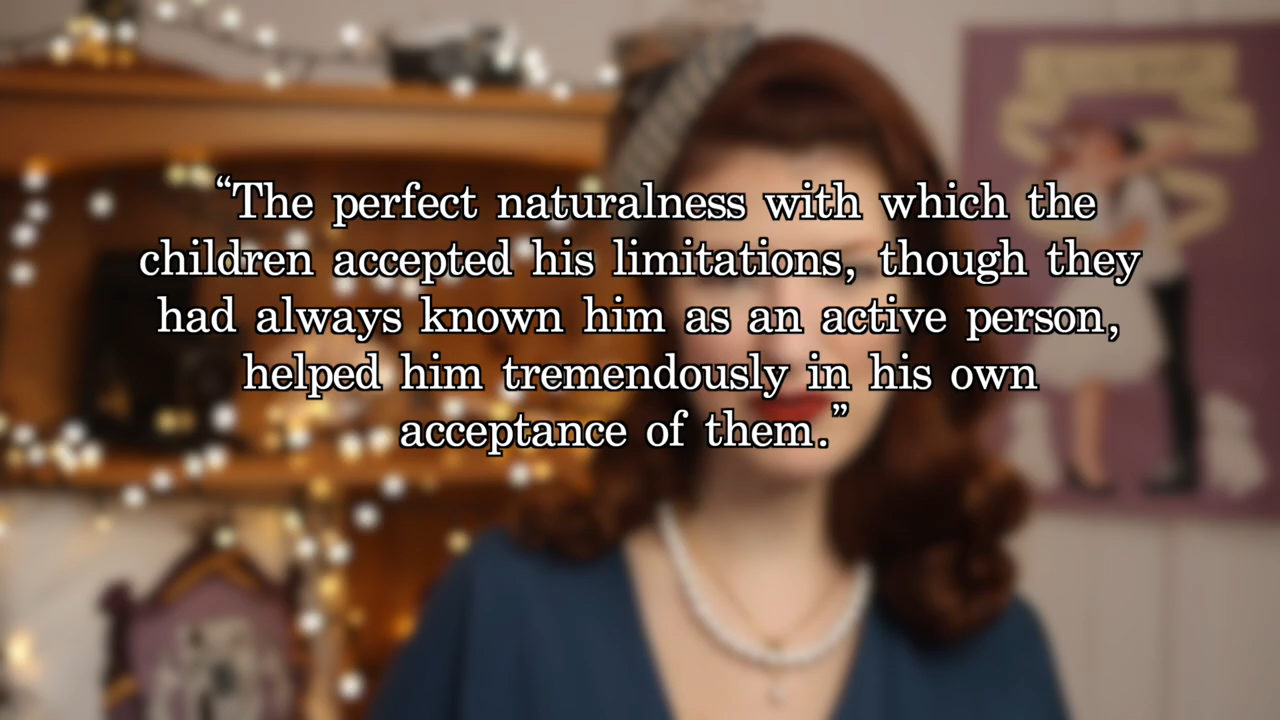 “The perfect naturalness with which the
children accepted his limitations, though they
had always known him as an active person,
helped him tremendously in his own
acceptance of them.”